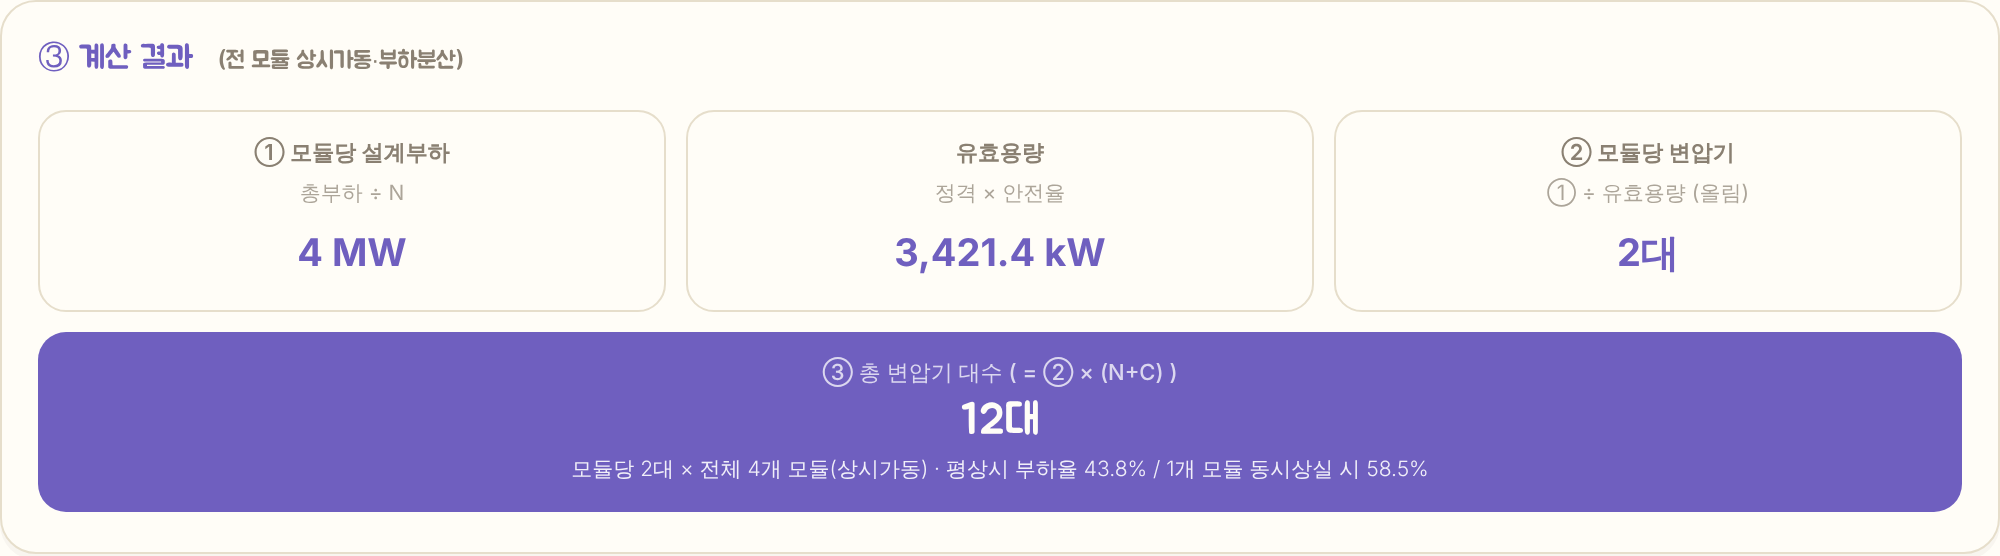 ③ 계산 결과 (전 모듈 상시가동·부하분산)
① 모듈당 설계부하
총부하 ÷ N
4 MW
유효용량
정격 × 안전율
3,421.4 kW
② 모듈당 변압기
① ÷ 유효용량 (올림)
2대
③ 총 변압기 대수 ( = ② × (N+C) )
12대
모듈당 2대 × 전체 4개 모듈(상시가동) · 평상시 부하율 43.8% / 1개 모듈 동시상실 시 58.5%